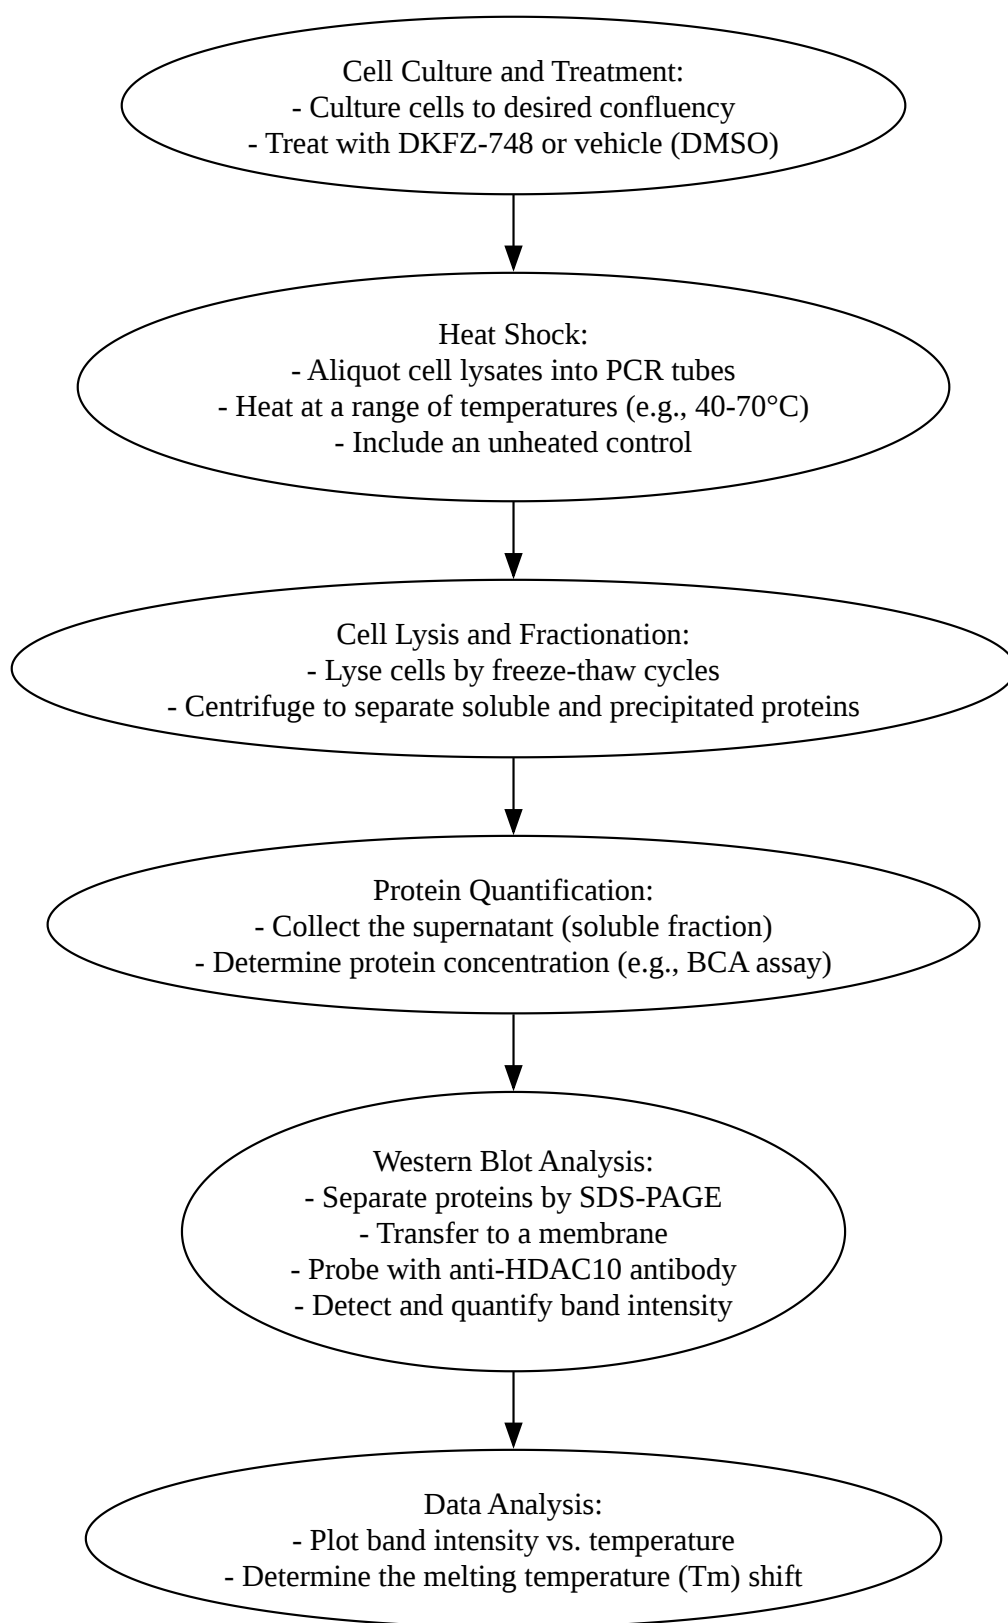 Cell Culture and Treatment:
- Culture cells to desired confluency
- Treat with DKFZ-748 or vehicle (DMSO)
Heat Shock:
- Aliquot cell lysates into PCR tubes
- Heat at a range of temperatures (e.g., 40-70°C)
- Include an unheated control
Cell Lysis and Fractionation:
- Lyse cells by freeze-thaw cycles
- Centrifuge to separate soluble and precipitated proteins
Protein Quantification:
- Collect the supernatant (soluble fraction)
- Determine protein concentration (e.g., BCA assay)
Western Blot Analysis:
- Separate proteins by SDS-PAGE
- Transfer to a membrane
- Probe with anti-HDAC10 antibody
- Detect and quantify band intensity
Data Analysis:
- Plot band intensity vs. temperature
- Determine the melting temperature (Tm) shift